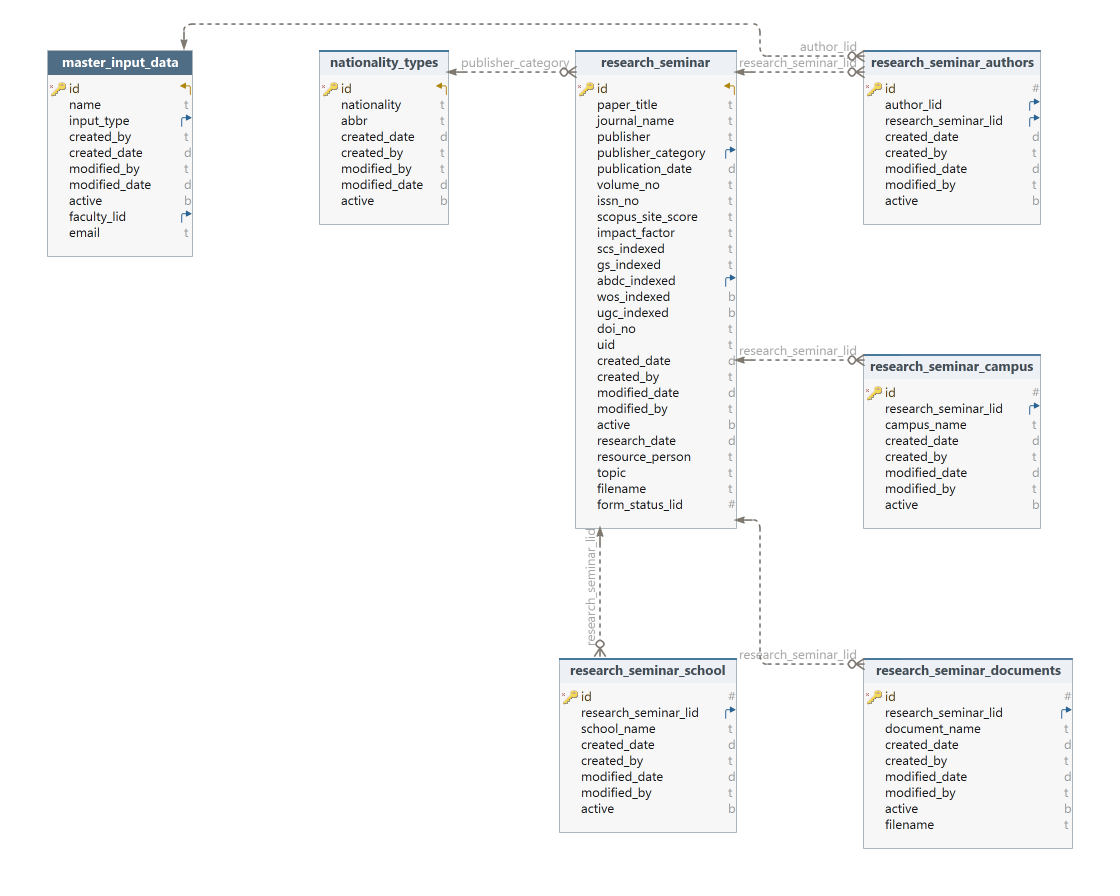 author_lid
master_input_data
id
name t
input_type
created_by t
created_date d
modified_by t
modified_date d
active b
faculty_lid
email t
nationality_types
id
nationality t
abbr t
created_date d
created_by t
modified_by t
modified_date d
active b
publisher_category
research_seminar
id
paper_title t
journal_name t
publisher t
publisher_category
publication_date d
volume_no t
issn_no t
scopus_site_score t
impact_factor t
scs_indexed t
gs_indexed t
abdc_indexed
wos_indexed b
ugc_indexed b
doi_no t
uid t
created_date d
created_by t
modified_date d
modified_by t
active b
research_date d
resource_person t
topic t
filename t
form_status_lid #
research_seminar_lid
research_seminar_authors
id #
author_lid
research_seminar_lid
created_date d
created_by t
modified_date d
modified_by t
active b
research_seminar_lid
research_seminar_campus
id #
research_seminar_lid
campus_name t
created_date d
created_by t
modified_date d
modified_by t
active b
research_seminar_lid
research_seminar_school
id #
research_seminar_lid
school_name t
created_date d
created_by t
modified_date d
modified_by t
active b
research_seminar_lid
research_seminar_documents
id #
research_seminar_lid
document_name t
created_date d
created_by t
modified_date d
modified_by t
active b
filename t